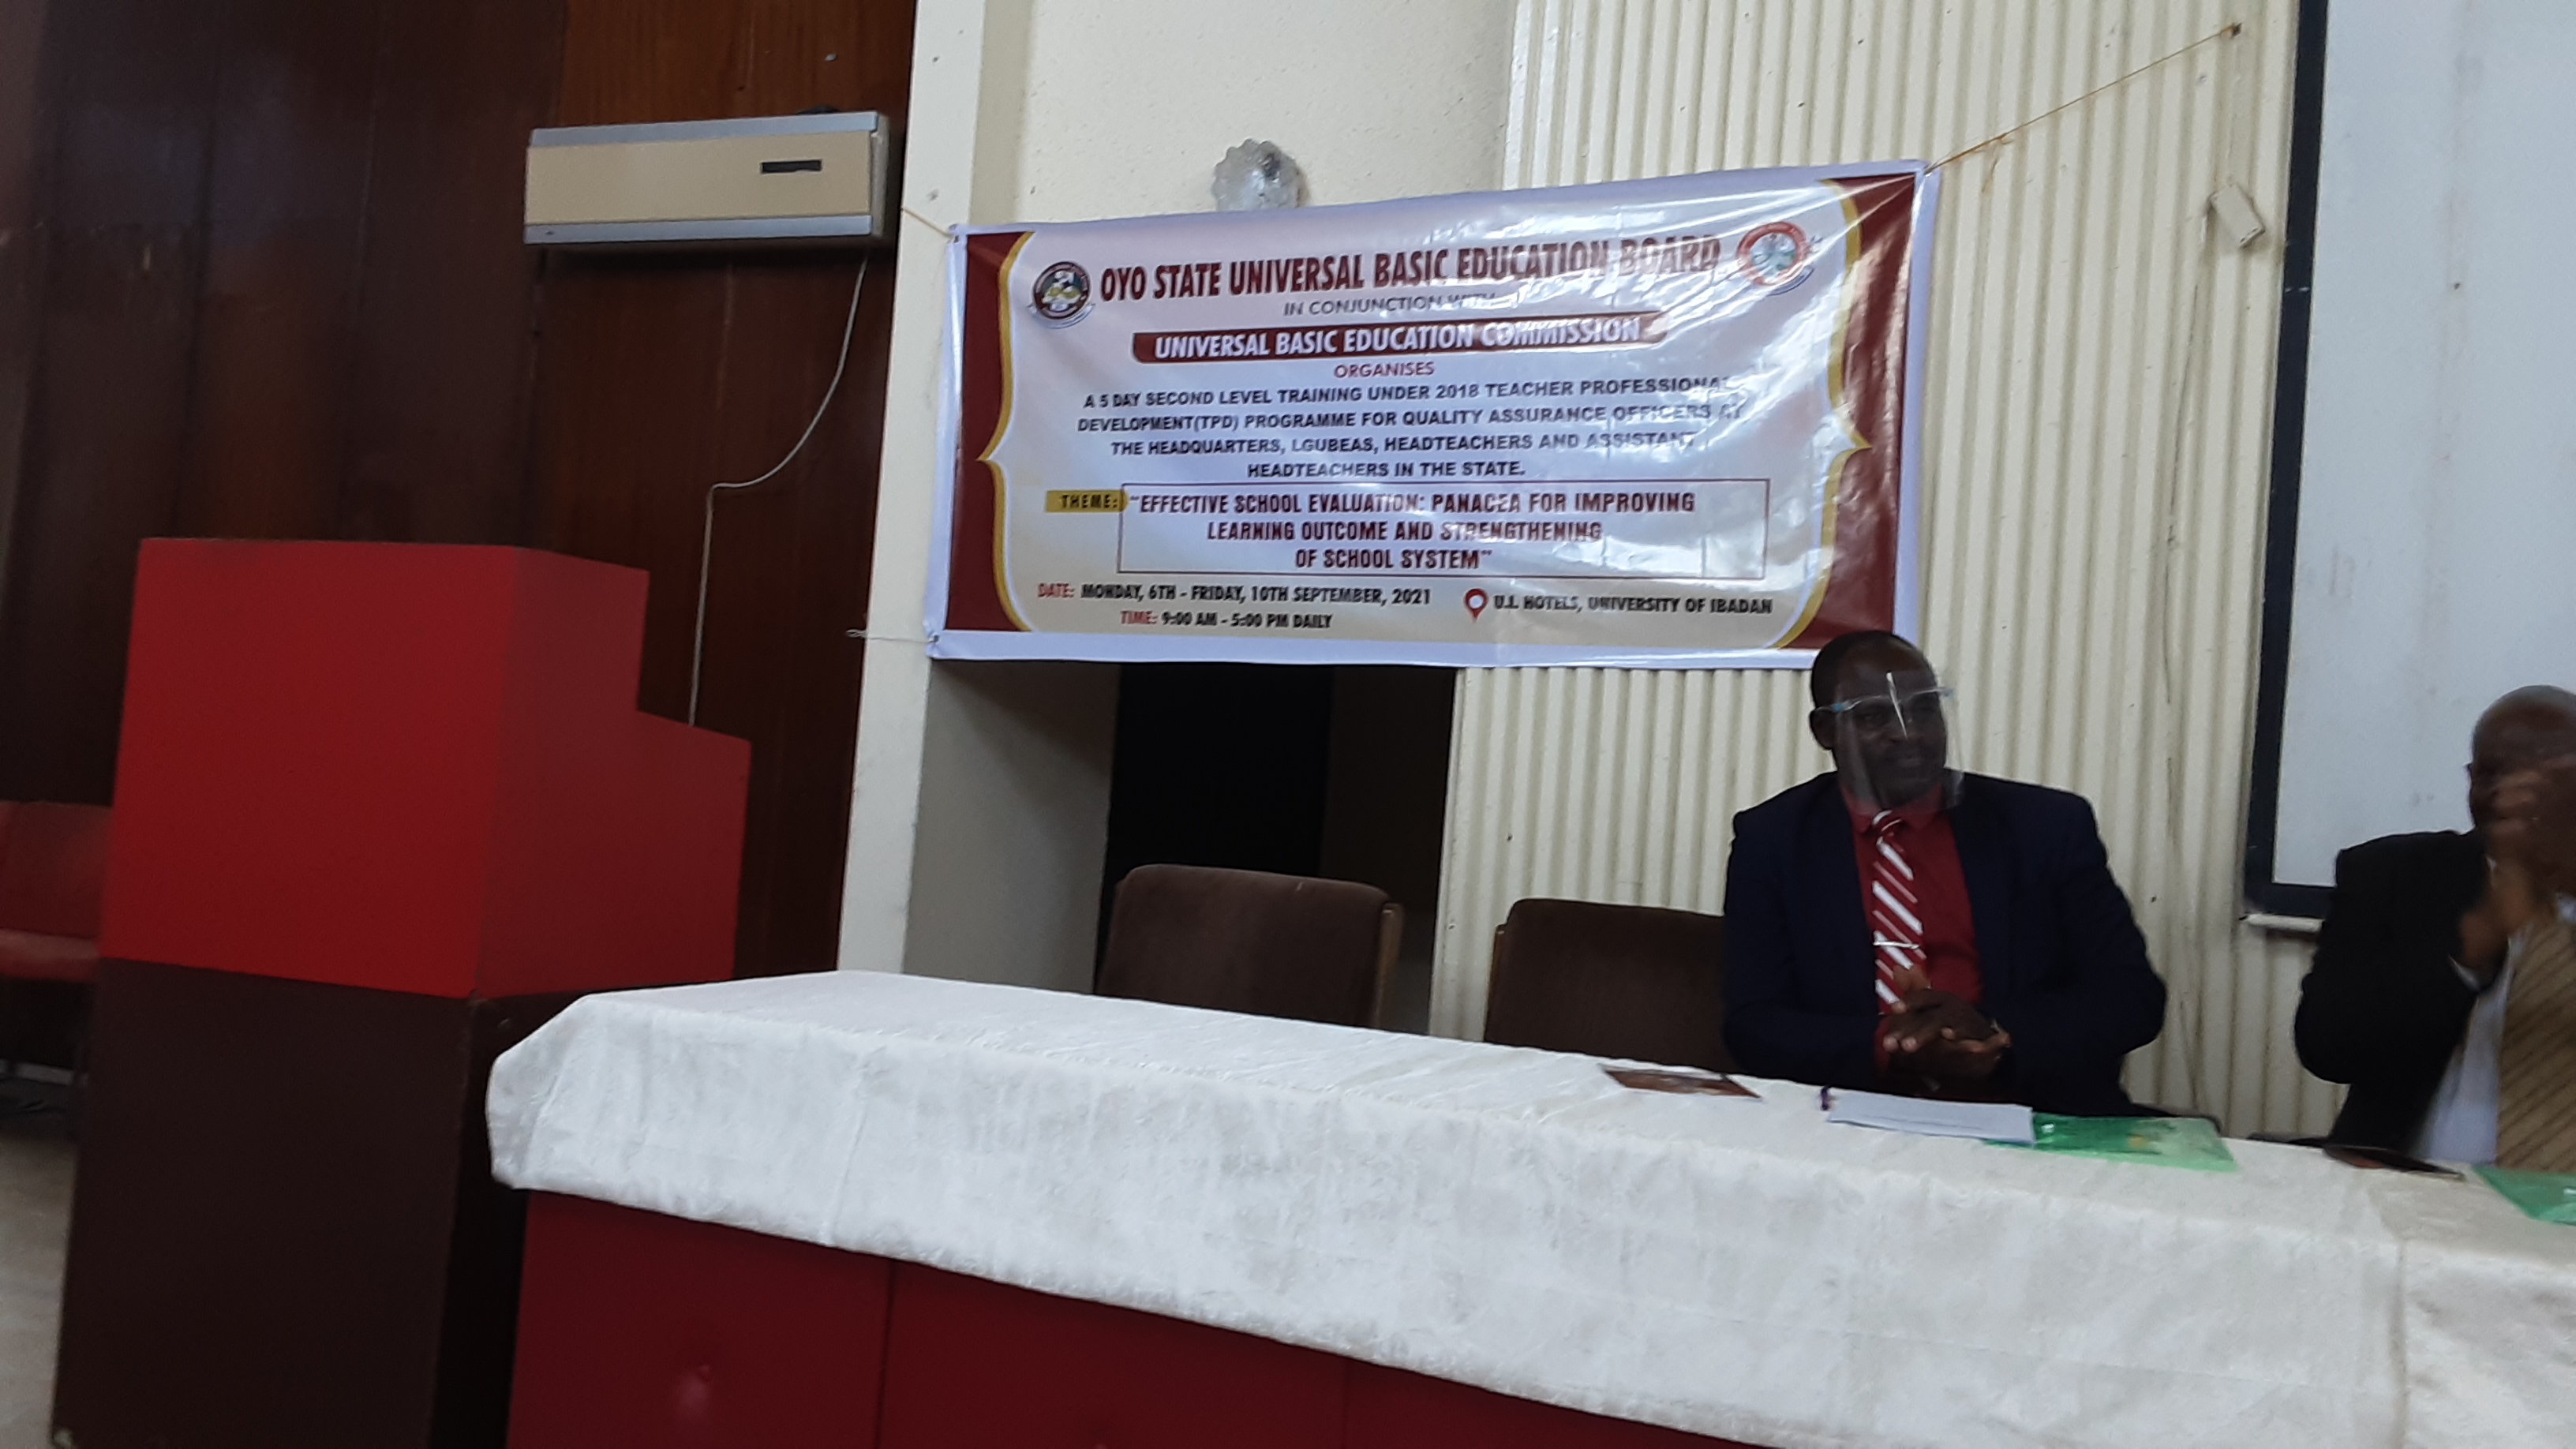 OYO STATE UNIVERSAL BASIC EDUCATION BOARD
IN CONJUNCTION WITH
UNIVERSAL BASIC EDUCATION COMMISSION
ORGANISES
A 5 DAY SECOND LEVEL TRAINING UNDER 2018 TEACHER PROFESSIONAL
DEVELOPMENT(TPD) PROGRAMME FOR QUALITY ASSURANCE OFFICERS AT
THE HEADQUARTERS, LGUBEAS, HEADTEACHERS AND ASSISTANT
HEADTEACHERS IN THE STATE.
THEME: "EFFECTIVE SCHOOL EVALUATION: PANACEA FOR IMPROVING
LEARNING OUTCOME AND STRENGTHENING
OF SCHOOL SYSTEM"
DATE: MONDAY, 6TH - FRIDAY, 10TH SEPTEMBER, 2021
TIME: 9:00 AM - 5:00 PM DAILY
U.I. HOTELS, UNIVERSITY OF IBADAN